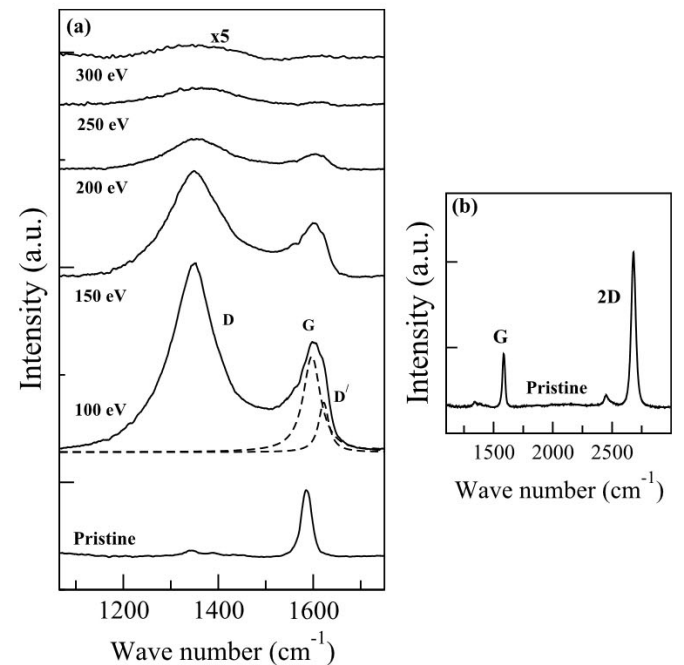 (a)
x5
300 eV
250 eV
200 eV
150 eV
D
G
D/
100 eV
Pristine
Intensity (a.u.)
1200 1400 1600
Wave number (cm-1)
(b)
2D
G
Pristine
Intensity (a.u.)
1500 2000 2500
Wave number (cm-1)